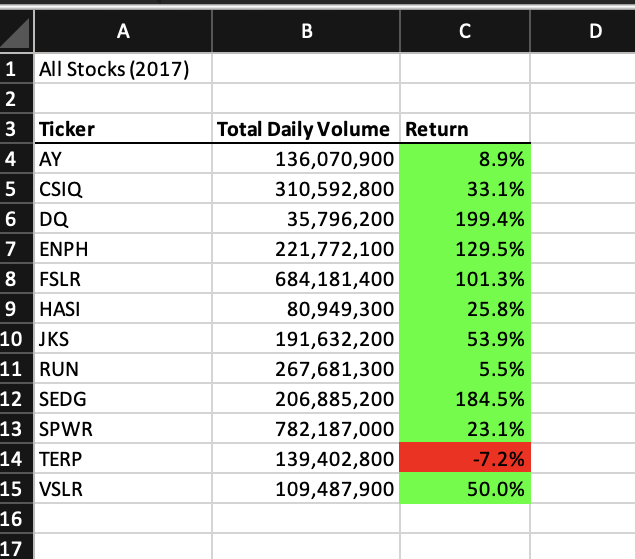 A B C D
1 All Stocks (2017)
2
3 Ticker Total Daily Volume Return
4 AY 136,070,900 8.9%
5 CSIQ 310,592,800 33.1%
6 DQ 35,796,200 199.4%
7 ENPH 221,772,100 129.5%
8 FSLR 684,181,400 101.3%
9 HASI 80,949,300 25.8%
10 JKS 191,632,200 53.9%
11 RUN 267,681,300 5.5%
12 SEDG 206,885,200 184.5%
13 SPWR 782,187,000 23.1%
14 TERP 139,402,800 -7.2%
15 VSLR 109,487,900 50.0%
16
17